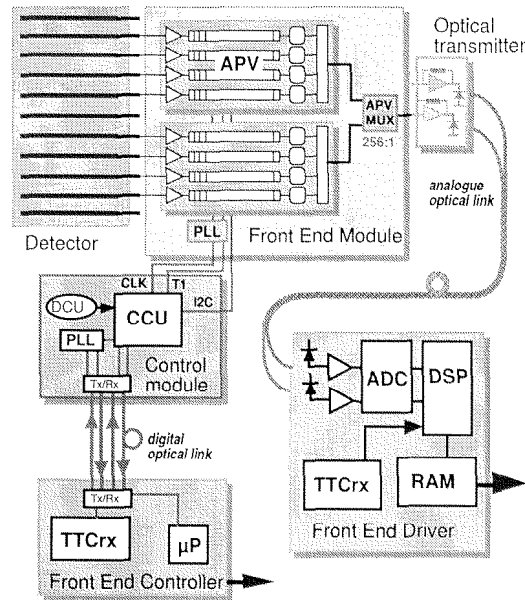 Optical
transmitter
APV
APV
MUX
256:1
analogue
optical link
Detector
PLL
Front End Module
CLK
T1
I2C
DCU
CCU
PLL
Control
module
Tx/Rx
digital
optical link
ADC
DSP
TTCrx
RAM
Front End Driver
Tx/Rx
TTCrx
µP
Front End Controller